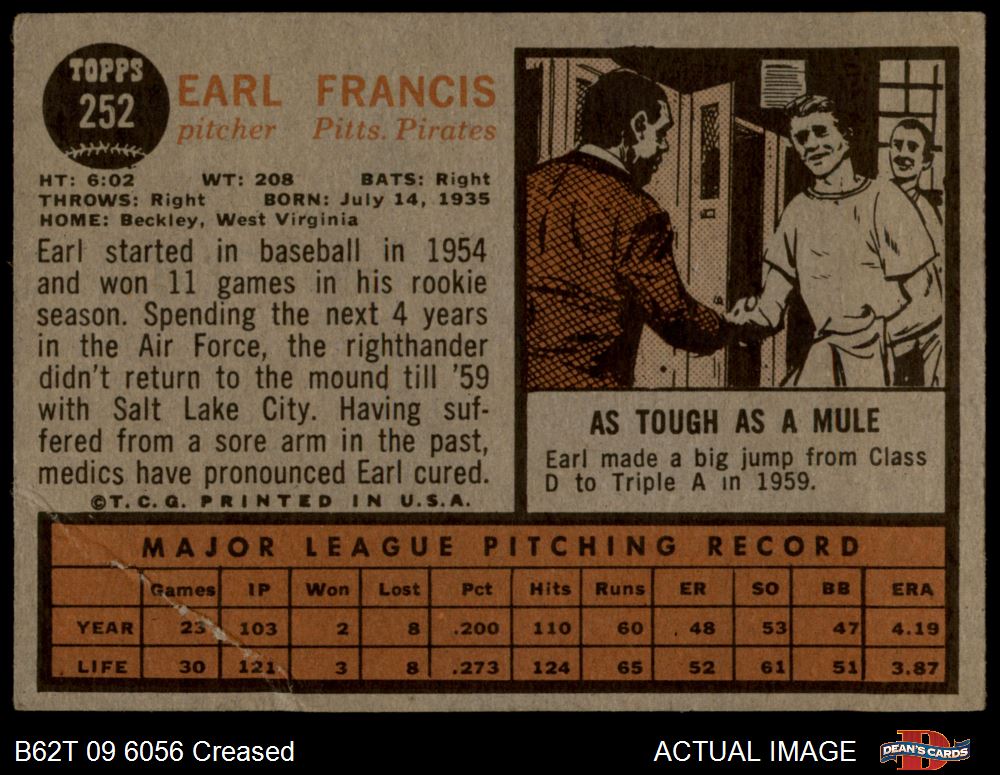 TOPPS
252
EARL FRANCIS
pitcher Pitts. Pirates
HT: 6:02 WT: 208 BATS: Right
THROWS: Right BORN: July 14, 1935
HOME: Beckley, West Virginia
Earl started in baseball in 1954
and won 11 games in his rookie
season. Spending the next 4 years
in the Air Force, the righthander
didn't return to the mound till '59
with Salt Lake City. Having suf-
fered from a sore arm in the past,
medics have pronounced Earl cured.
©T.C.G. PRINTED IN U.S.A.
AS TOUGH AS A MULE
Earl made a big jump from Class
D to Triple A in 1959.
MAJOR LEAGUE PITCHING RECORD
Games IP Won Lost Pct Hits Runs ER SO BB ERA
YEAR 23 103 2 8 .200 110 60 48 53 47 4.19
LIFE 30 121 3 8 .273 124 65 52 61 51 3.87
B62T 09 6056 Creased
ACTUAL IMAGE
D
DEAN'S CARDS